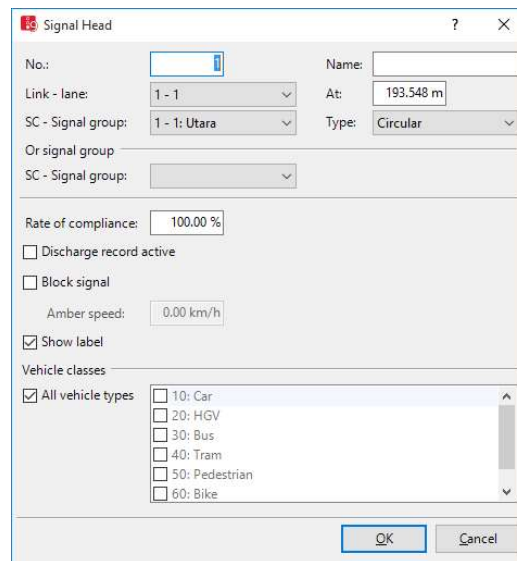 Signal Head
?
No.: 1 Name:
Link - lane: 1 - 1 At: 193.548 m
SC - Signal group: 1 - 1: Utara Type: Circular
Or signal group
SC - Signal group:
Rate of compliance: 100.00 %
Discharge record active
Block signal
Amber speed: 0.00 km/h
Show label
Vehicle classes
All vehicle types 10: Car
20: HGV
30: Bus
40: Tram
50: Pedestrian
60: Bike
OK Cancel